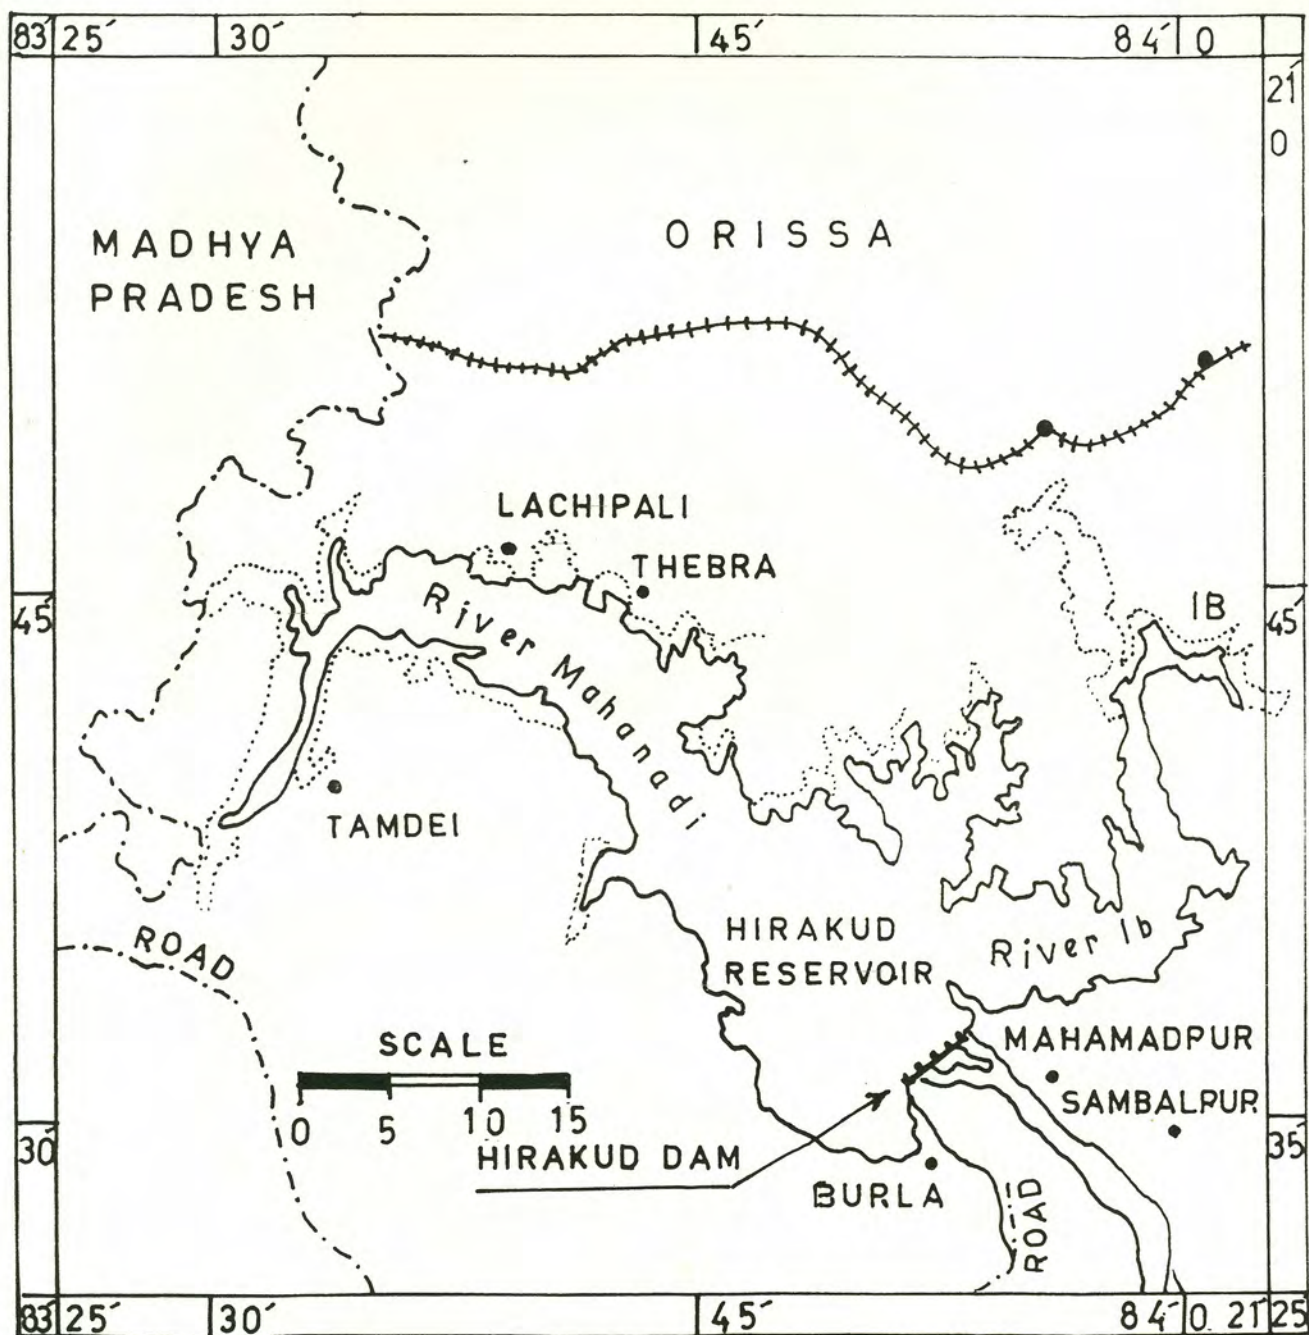 83° 25′ 30′ 45′ 84° 0
21°
0
MADHYA
PRADESH
ORISSA
LACHIPALI
THEBRA
45′
45′
IB
River Mahanadi
TAMDEI
ROAD
HIRAKUD
RESERVOIR
River Ib
SCALE
0 5 10 15
MAHAMADPUR
SAMBALPUR
HIRAKUD DAM
BURLA
ROAD
30′
35′
83° 25′ 30′ 45′ 84° 0. 21° 25